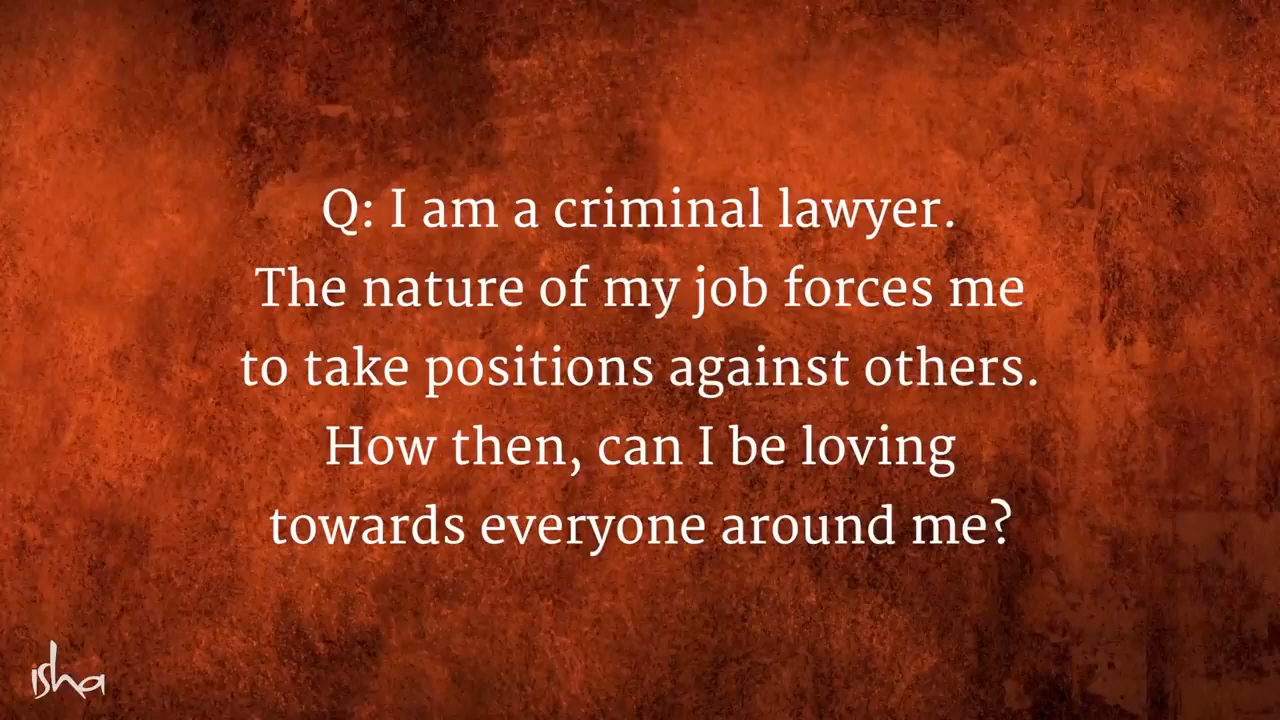 Q: I am a criminal lawyer.
The nature of my job forces me
to take positions against others.
How then, can I be loving
towards everyone around me?
isha